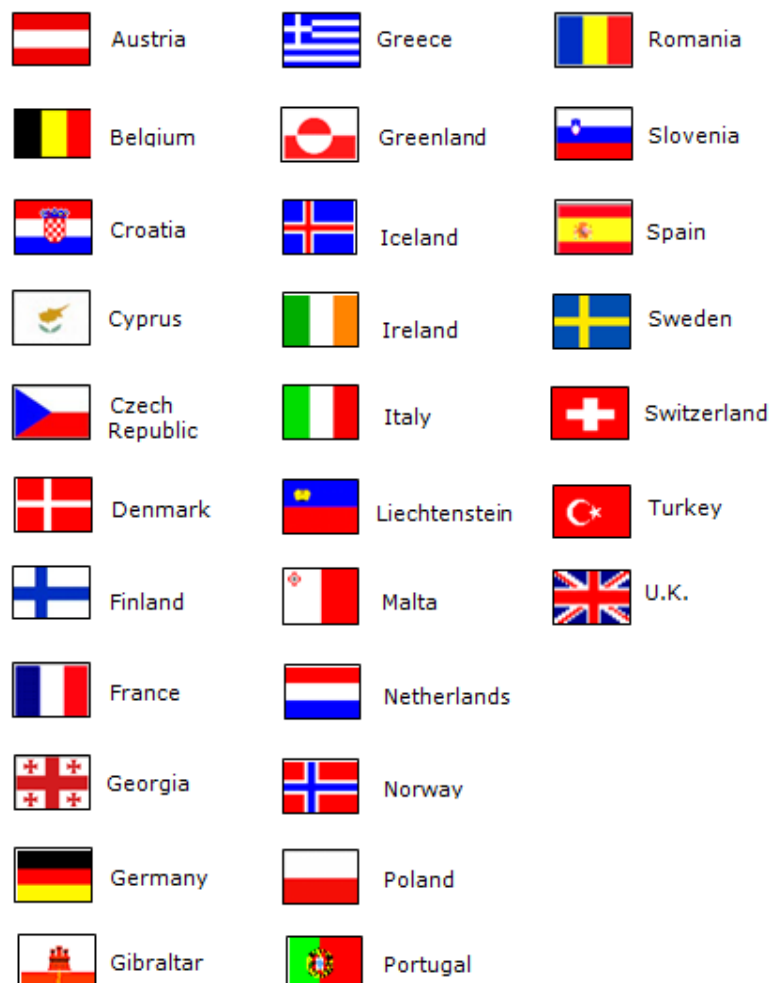 Austria
Belgium
Croatia
Cyprus
Czech
Republic
Denmark
Finland
France
Georgia
Germany
Gibraltar
Greece
Greenland
Iceland
Ireland
Italy
Liechtenstein
Malta
Netherlands
Norway
Poland
Portugal
Romania
Slovenia
Spain
Sweden
Switzerland
Turkey
U.K.